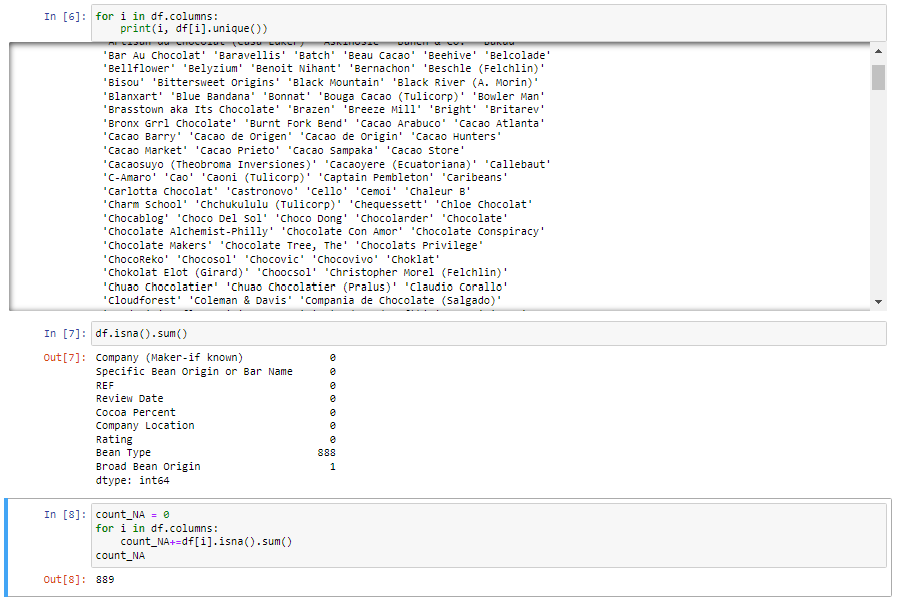 In [6]: for i in df.columns:
print(i, df[i].unique())
'Bar Au Chocolat' 'Baravellis' 'Batch' 'Beau Cacao' 'Beehive' 'Belcolade'
'Bellflower' 'Belyzium' 'Benoit Nihant' 'Bernachon' 'Beschle (Felchlin)'
'Bisou' 'Bittersweet Origins' 'Black Mountain' 'Black River (A. Morin)'
'Blanxart' 'Blue Bandana' 'Bonnat' 'Bouga Cacao (Tulicorp)' 'Bowler Man'
'Brasstown aka Its Chocolate' 'Brazen' 'Breeze Mill' 'Bright' 'Britarev'
'Bronx Grrl Chocolate' 'Burnt Fork Bend' 'Cacao Arabuco' 'Cacao Atlanta'
'Cacao Barry' 'Cacao de Origen' 'Cacao de Origin' 'Cacao Hunters'
'Cacao Market' 'Cacao Prieto' 'Cacao Sampaka' 'Cacao Store'
'Cacaosuyo (Theobroma Inversiones)' 'Cacaoyere (Ecuatoriana)' 'Callebaut'
'C-Amaro' 'Cao' 'Caoni (Tulicorp)' 'Captain Pembleton' 'Caribeans'
'Carlotta Chocolat' 'Castronovo' 'Cello' 'Cemoi' 'Chaleur B'
'Charm School' 'Chchukululu (Tulicorp)' 'Chequessett' 'Chloe Chocolat'
'Chocablog' 'Choco Del Sol' 'Choco Dong' 'Chocolarder' 'Chocolate'
'Chocolate Alchemist-Philly' 'Chocolate Con Amor' 'Chocolate Conspiracy'
'Chocolate Makers' 'Chocolate Tree, The' 'Chocolats Privilege'
'ChocoReko' 'Chocosol' 'Chocovic' 'Chocovivo' 'Choklat'
'Chokolat Elot (Girard)' 'Choocsol' 'Christopher Morel (Felchlin)'
'Chuao Chocolatier' 'Chuao Chocolatier (Pralus)' 'Claudio Corallo'
'Cloudforest' 'Coleman & Davis' 'Compania de Chocolate (Salgado)'
In [7]: df.isna().sum()
Out[7]: Company (Maker-if known) 0
Specific Bean Origin or Bar Name 0
REF 0
Review Date 0
Cocoa Percent 0
Company Location 0
Rating 0
Bean Type 888
Broad Bean Origin 1
dtype: int64
In [8]: count_NA = 0
for i in df.columns:
count_NA+=df[i].isna().sum()
count_NA
Out[8]: 889